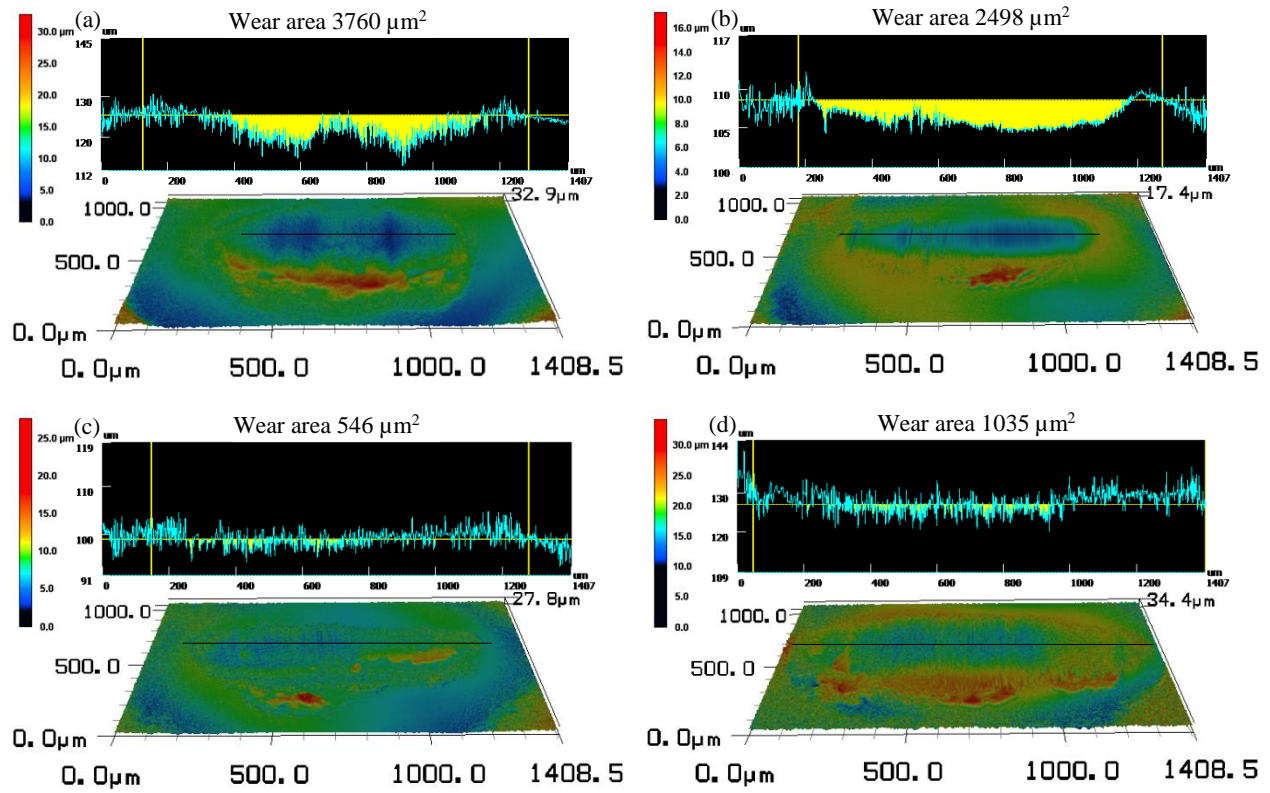 (a) Wear area 3760 µm²
30.0 µm
25.0
20.0
15.0
10.0
5.0
0.0
um
145
130
120
112
0 200 400 600 800 1000 1200 um 1407
32.9µm
1000.0
500.0
0.0µm
0.0µm 500.0 1000.0 1408.5
(b) Wear area 2498 µm²
16.0 µm
14.0
12.0
10.0
8.0
6.0
4.0
2.0
0.0
um
117
110
105
100
0 200 400 600 800 1000 1200 um 1407
17.4µm
1000.0
500.0
0.0µm
0.0µm 500.0 1000.0 1408.5
(c) Wear area 546 µm²
25.0 µm
20.0
15.0
10.0
5.0
0.0
um
119
110
100
91
0 200 400 600 800 1000 1200 um 1407
27.8µm
1000.0
500.0
0.0µm
0.0µm 500.0 1000.0 1408.5
(d) Wear area 1035 µm²
30.0 µm
25.0
20.0
15.0
10.0
5.0
0.0
um
144
130
120
109
0 200 400 600 800 1000 1200 um 1407
34.4µm
1000.0
500.0
0.0µm
0.0µm 500.0 1000.0 1408.5